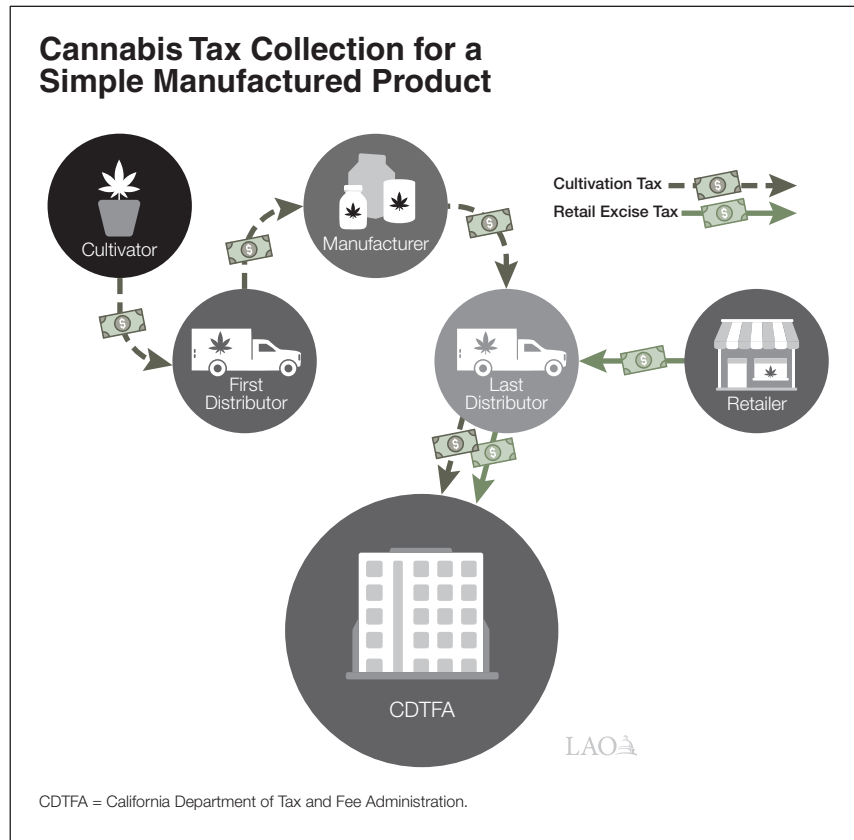 Cannabis Tax Collection for a
Simple Manufactured Product
Cultivator
Manufacturer
Cultivation Tax
Retail Excise Tax
First
Distributor
Last
Distributor
Retailer
CDTFA
LAO
CDTFA = California Department of Tax and Fee Administration.